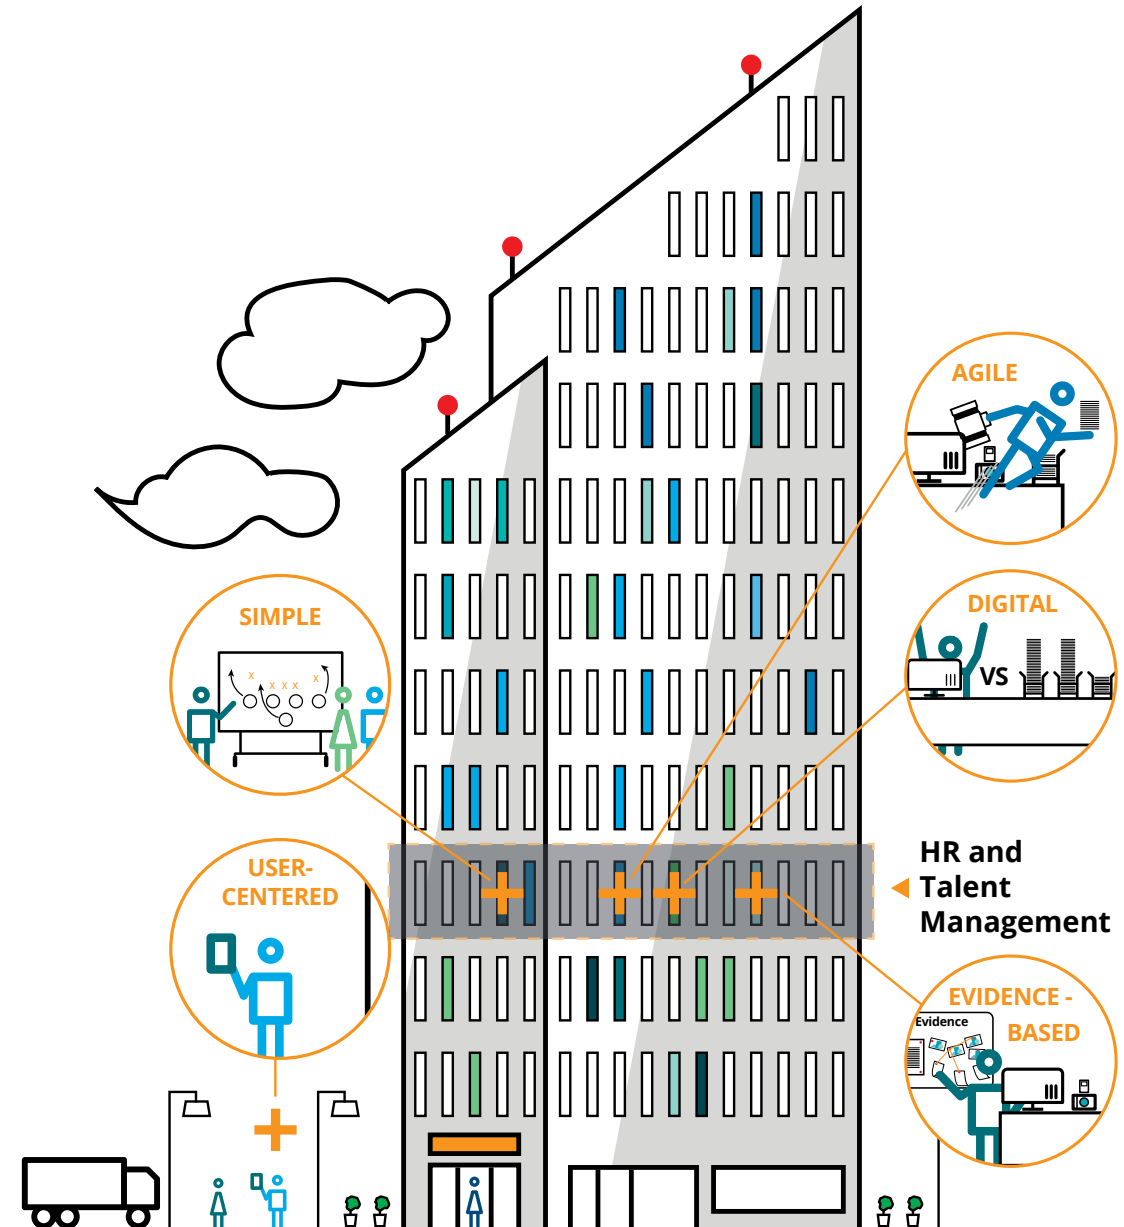 AGILE
DIGITAL
VS
SIMPLE
X
X X X
X
USER-
CENTERED
HR and
Talent
Management
EVIDENCE -
BASED
Evidence